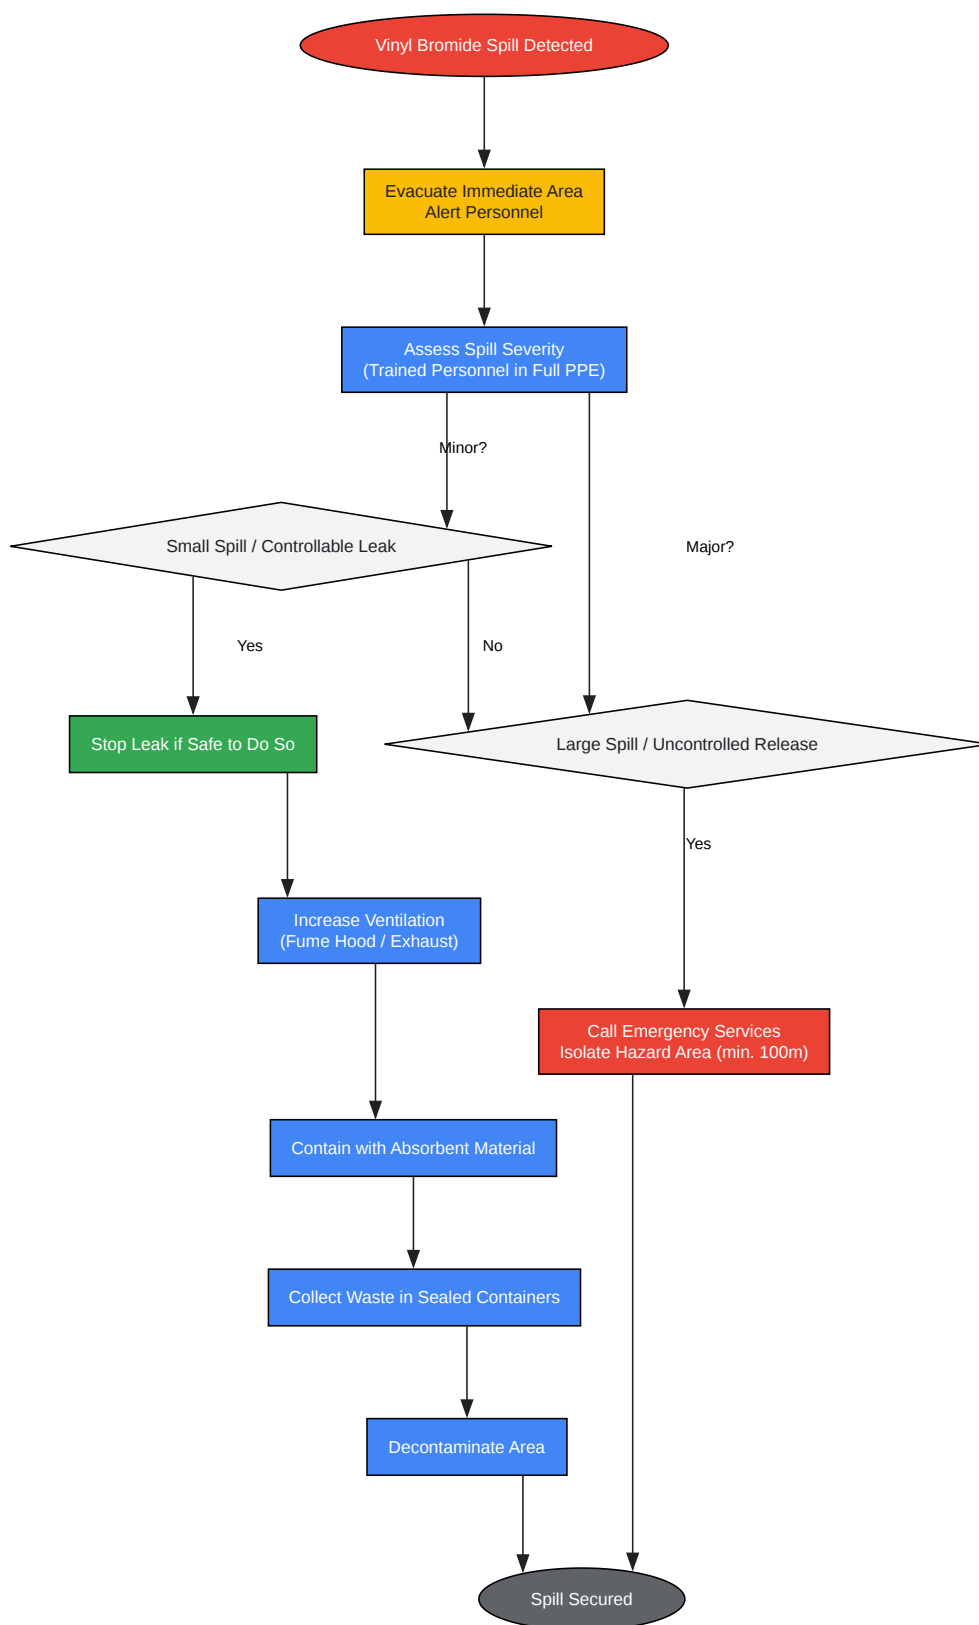 Vinyl Bromide Spill Detected
Evacuate Immediate Area
Alert Personnel
Assess Spill Severity
(Trained Personnel in Full PPE)
Minor?
Small Spill / Controllable Leak
Major?
Yes
No
Stop Leak if Safe to Do So
Large Spill / Uncontrolled Release
Yes
Increase Ventilation
(Fume Hood / Exhaust)
Call Emergency Services
Isolate Hazard Area (min. 100m)
Contain with Absorbent Material
Collect Waste in Sealed Containers
Decontaminate Area
Spill Secured